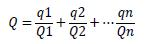 Q = q1/Q1 + q2/Q2 + ⋯ qn/Qn